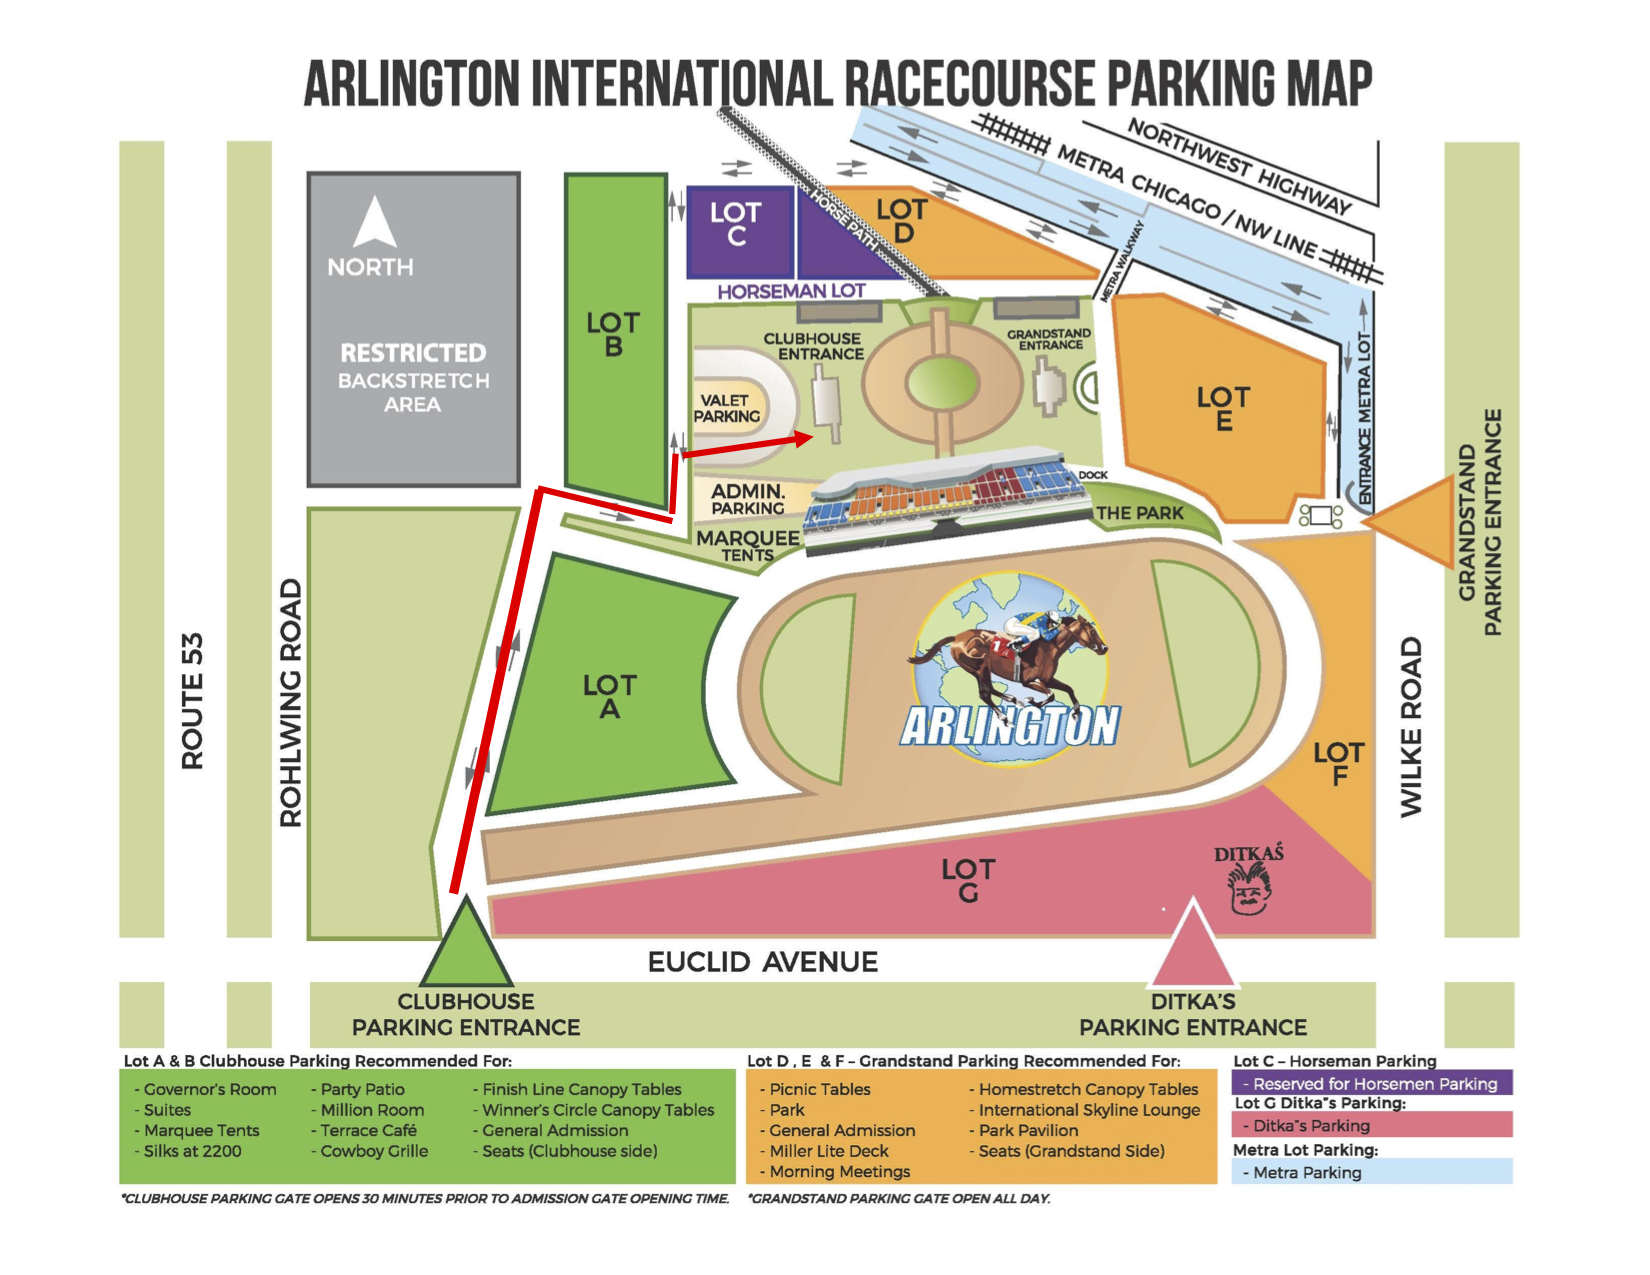 ARLINGTON INTERNATIONAL RACECOURSE PARKING MAP
NORTHWEST HIGHWAY
METRA CHICAGO / NW LINE
NORTH
RESTRICTED
BACKSTRETCH
AREA
LOT
B
LOT
C
HORSE PATH
LOT
D
HORSEMAN LOT
METRA WALKWAY
CLUBHOUSE
ENTRANCE
GRANDSTAND
ENTRANCE
VALET
PARKING
LOT
E
ENTRANCE METRA LOT
GRANDSTAND
PARKING ENTRANCE
ADMIN.
PARKING
DOCK
THE PARK
MARQUEE
TENTS
ROUTE 53
ROHLWING ROAD
LOT
A
1
ARLINGTON
LOT
F
WILKE ROAD
LOT
G
DITKAŚ
EUCLID AVENUE
CLUBHOUSE
PARKING ENTRANCE
DITKA'S
PARKING ENTRANCE
Lot A & B Clubhouse Parking Recommended For:
- Governor's Room
- Suites
- Marquee Tents
- Silks at 2200
- Party Patio
- Million Room
- Terrace Café
- Cowboy Grille
- Finish Line Canopy Tables
- Winner's Circle Canopy Tables
- General Admission
- Seats (Clubhouse side)
*CLUBHOUSE PARKING GATE OPENS 30 MINUTES PRIOR TO ADMISSION GATE OPENING TIME.
Lot D , E & F – Grandstand Parking Recommended For:
- Picnic Tables
- Park
- General Admission
- Miller Lite Deck
- Morning Meetings
- Homestretch Canopy Tables
- International Skyline Lounge
- Park Pavilion
- Seats (Grandstand Side)
*GRANDSTAND PARKING GATE OPEN ALL DAY.
Lot C – Horseman Parking
- Reserved for Horsemen Parking
Lot G Ditka"s Parking:
- Ditka"s Parking
Metra Lot Parking:
- Metra Parking